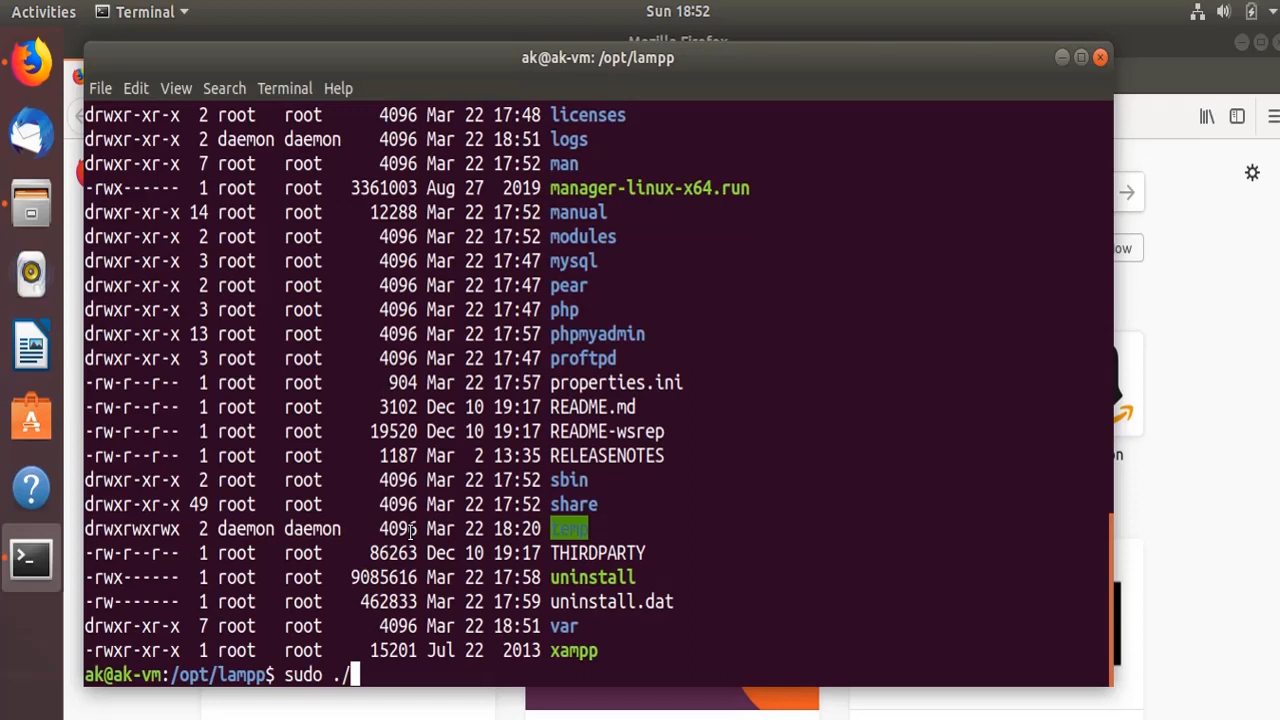 Activities Terminal Sun 18:52
ak@ak-vm: /opt/lampp
File Edit View Search Terminal Help
drwxr-xr-x 2 root root 4096 Mar 22 17:48 licenses
drwxr-xr-x 2 daemon daemon 4096 Mar 22 18:51 logs
drwxr-xr-x 7 root root 4096 Mar 22 17:52 man
-rwx------ 1 root root 3361003 Aug 27 2019 manager-linux-x64.run
drwxr-xr-x 14 root root 12288 Mar 22 17:52 manual
drwxr-xr-x 2 root root 4096 Mar 22 17:52 modules
drwxr-xr-x 3 root root 4096 Mar 22 17:47 mysql
drwxr-xr-x 2 root root 4096 Mar 22 17:47 pear
drwxr-xr-x 3 root root 4096 Mar 22 17:47 php
drwxr-xr-x 13 root root 4096 Mar 22 17:57 phpmyadmin
drwxr-xr-x 3 root root 4096 Mar 22 17:47 proftpd
-rw-r--r-- 1 root root 904 Mar 22 17:57 properties.ini
-rw-r--r-- 1 root root 3102 Dec 10 19:17 README.md
-rw-r--r-- 1 root root 19520 Dec 10 19:17 README-wsrep
-rw-r--r-- 1 root root 1187 Mar 2 13:35 RELEASENOTES
drwxr-xr-x 2 root root 4096 Mar 22 17:52 sbin
drwxr-xr-x 49 root root 4096 Mar 22 17:52 share
drwxrwxrwx 2 daemon daemon 4096 Mar 22 18:20 temp
-rw-r--r-- 1 root root 86263 Dec 10 19:17 THIRDPARTY
-rwx------ 1 root root 9085616 Mar 22 17:58 uninstall
-rw------- 1 root root 462833 Mar 22 17:59 uninstall.dat
drwxr-xr-x 7 root root 4096 Mar 22 18:51 var
-rwxr-xr-x 1 root root 15201 Jul 22 2013 xampp
ak@ak-vm:/opt/lampp$ sudo ./